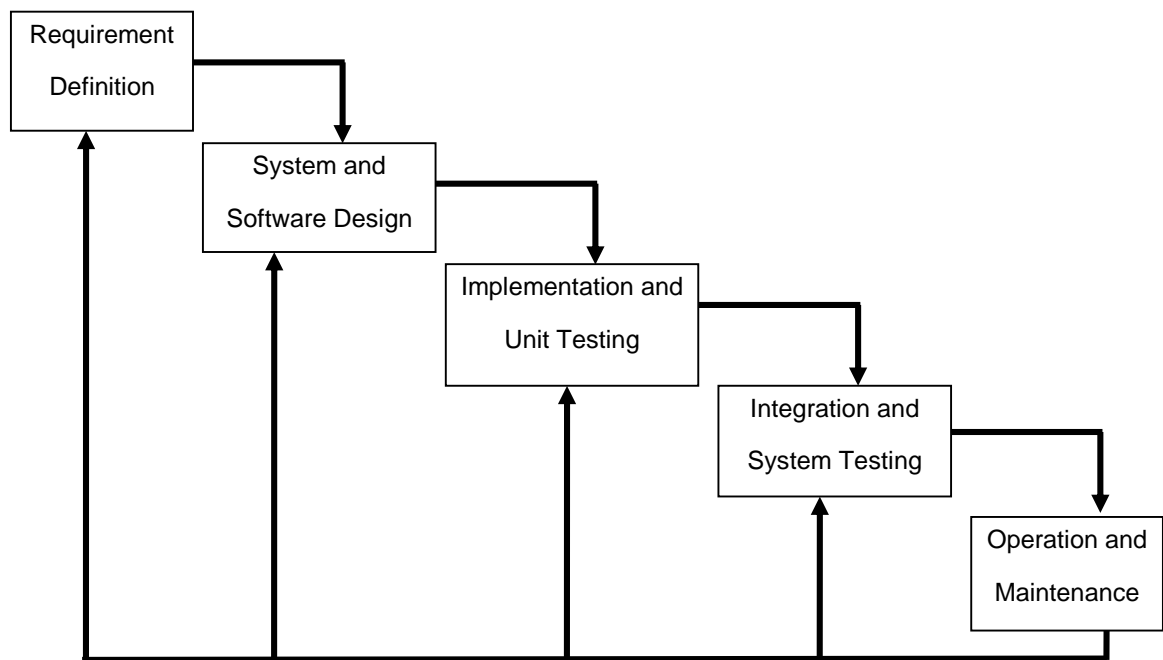 Requirement
Definition
System and
Software Design
Implementation and
Unit Testing
Integration and
System Testing
Operation and
Maintenance